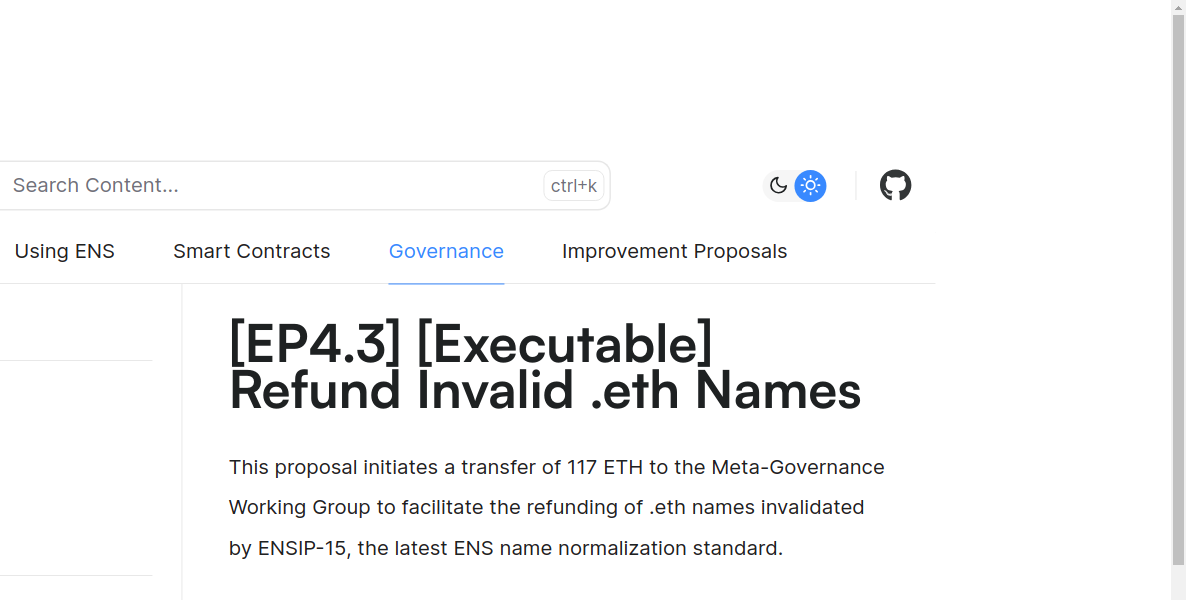 Search Content...
ctrl+k
Using ENS
Smart Contracts
Governance
Improvement Proposals
[EP4.3] [Executable]
Refund Invalid .eth Names
This proposal initiates a transfer of 117 ETH to the Meta-Governance
Working Group to facilitate the refunding of .eth names invalidated
by ENSIP-15, the latest ENS name normalization standard.